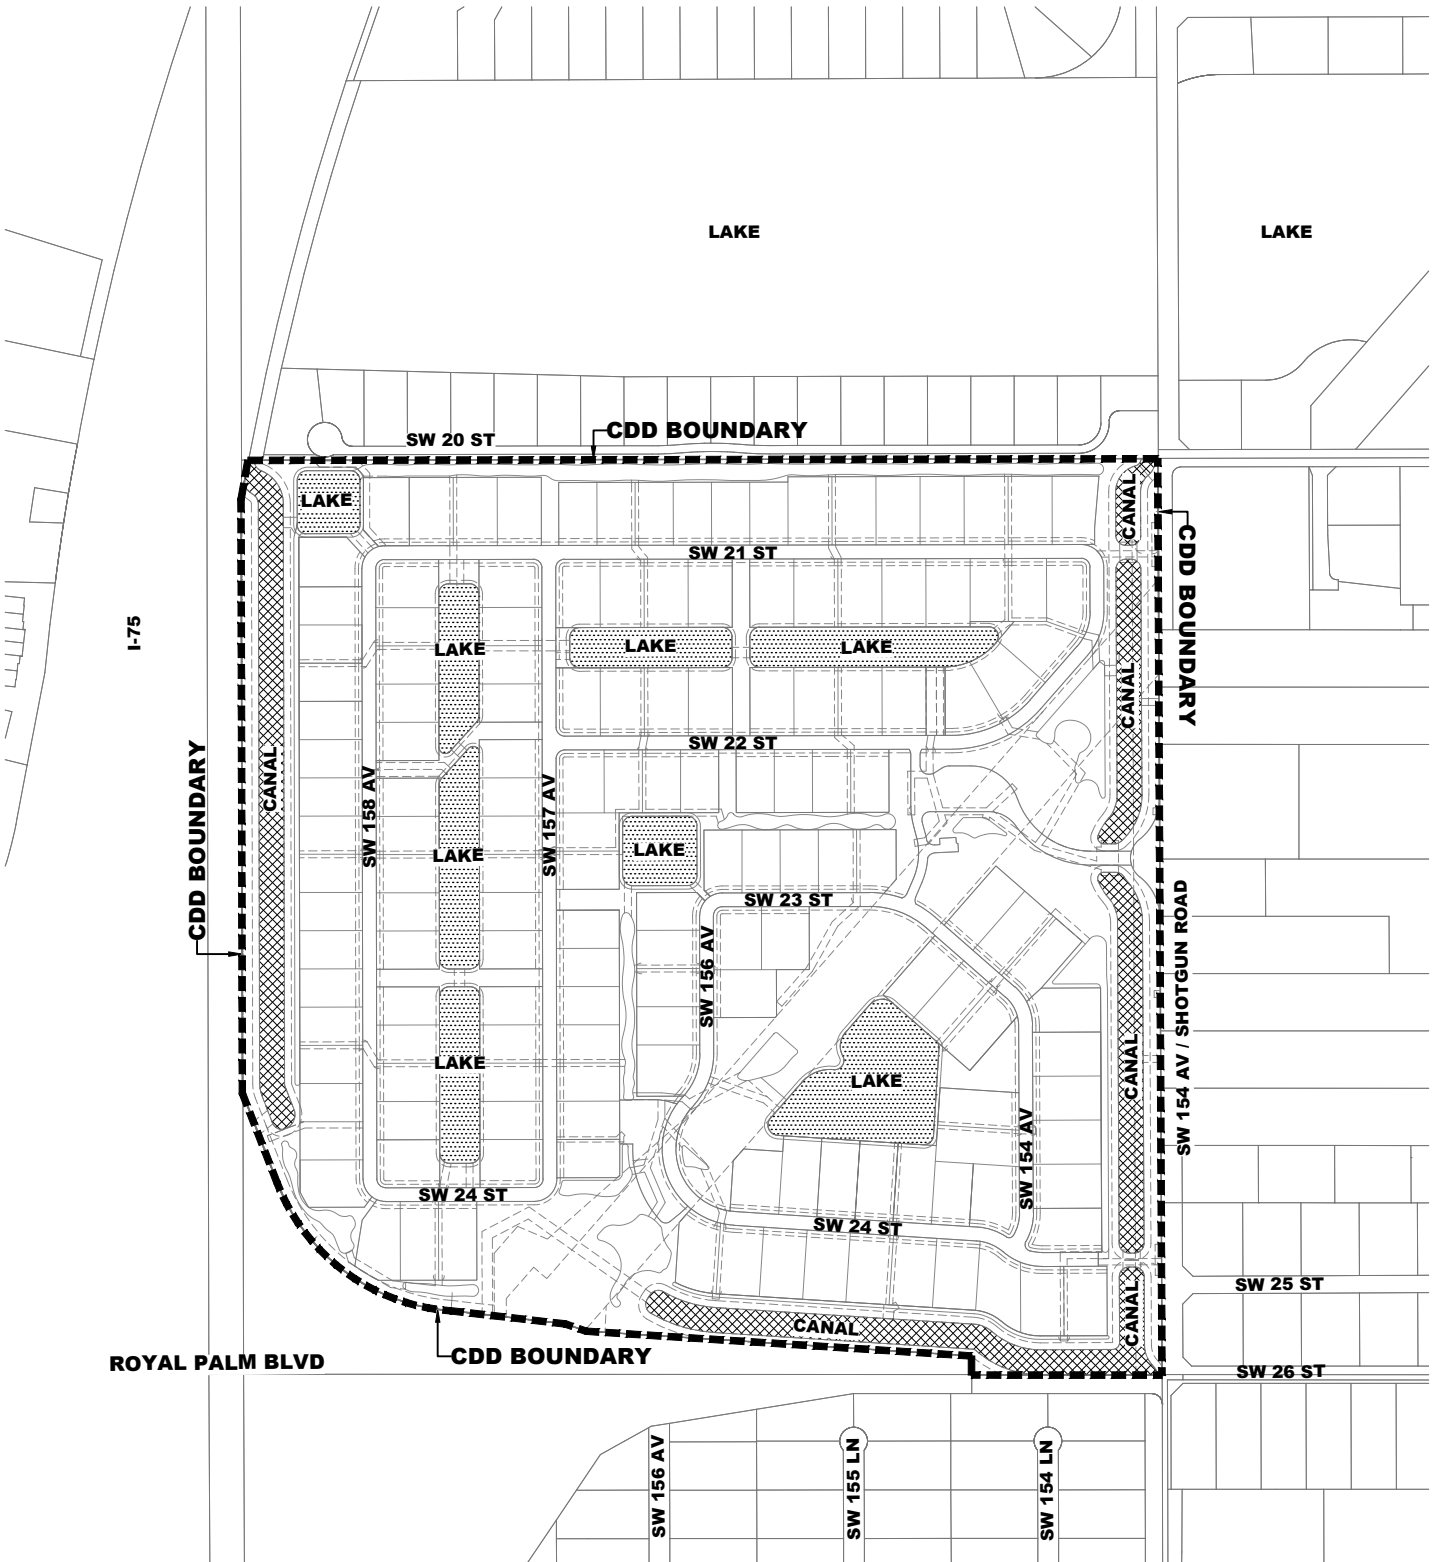 LAKE
LAKE
SW 20 ST
CDD BOUNDARY
LAKE
CANAL
SW 21 ST
CDD BOUNDARY
I-75
LAKE
LAKE
LAKE
CANAL
SW 22 ST
CDD BOUNDARY
CANAL
SW 158 AV
SW 157 AV
LAKE
LAKE
SW 23 ST
SW 156 AV
SW 154 AV / SHOTGUN ROAD
LAKE
LAKE
CANAL
SW 154 AV
SW 24 ST
SW 24 ST
SW 25 ST
CANAL
CANAL
ROYAL PALM BLVD
CDD BOUNDARY
SW 26 ST
SW 156 AV
SW 155 LN
SW 154 LN